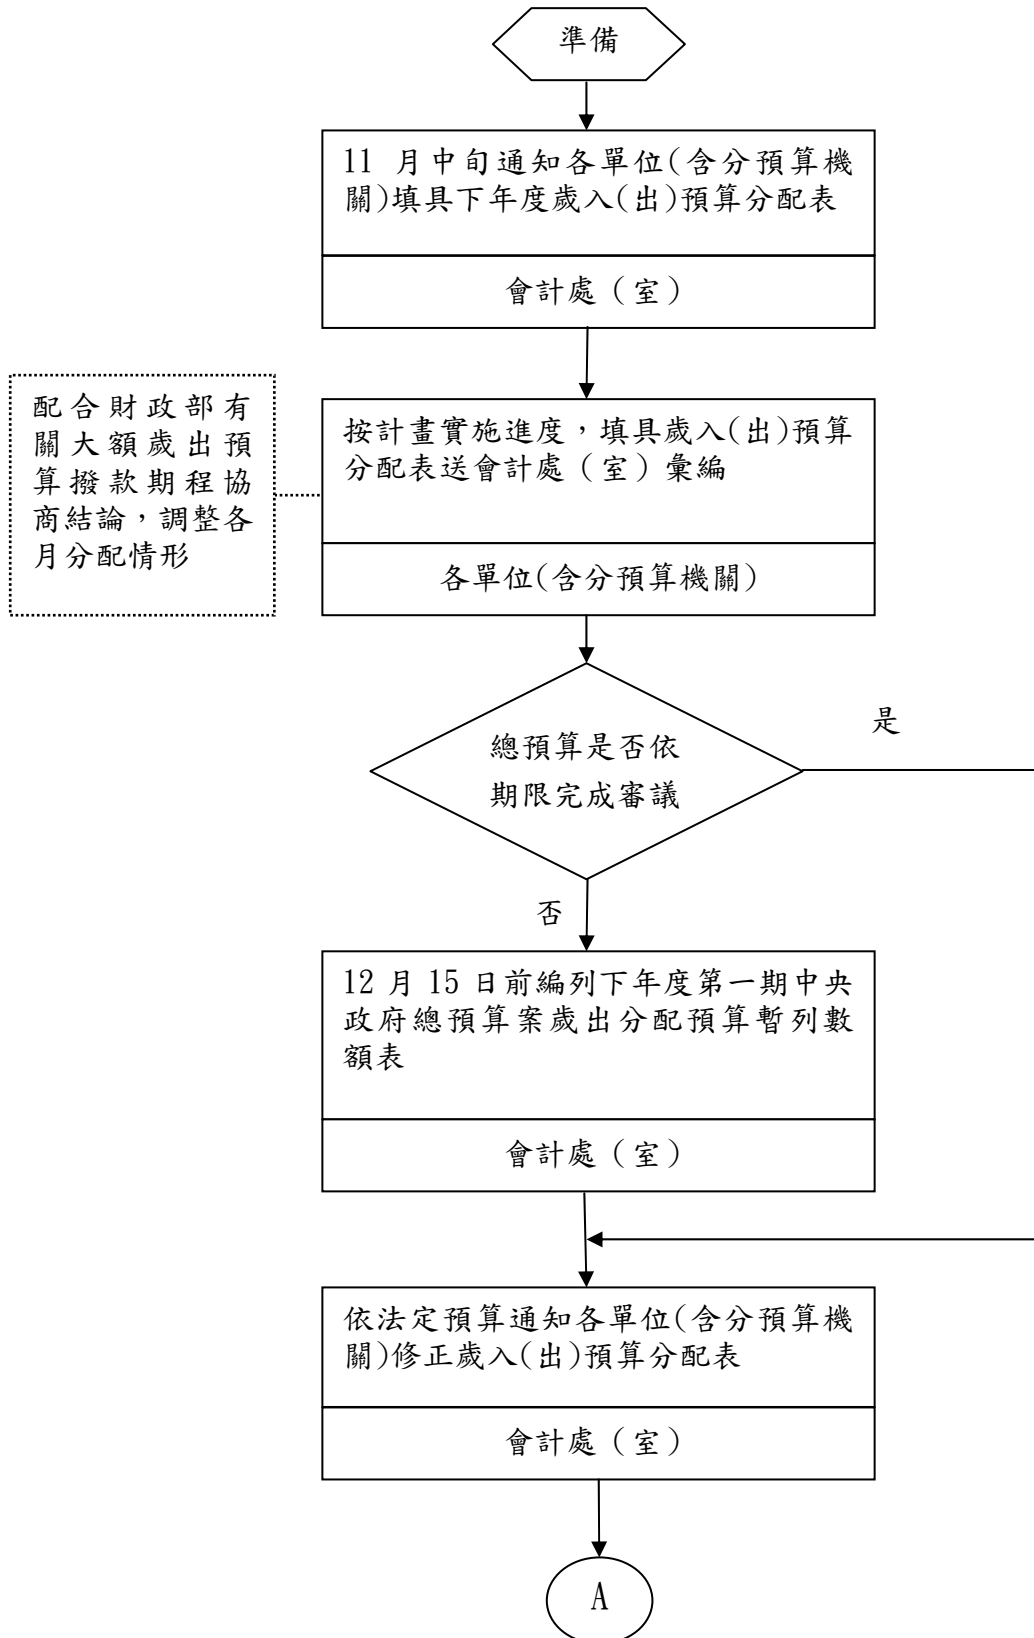 準備
11 月中旬通知各單位(含分預算機
關)填具下年度歲入(出)預算分配表
會計處（室）
配合財政部有
關大額歲出預
算撥款期程協
商結論，調整各
月分配情形
按計畫實施進度，填具歲入(出)預算
分配表送會計處（室）彙編
各單位(含分預算機關)
總預算是否依
期限完成審議
是
否
12 月 15 日前編列下年度第一期中央
政府總預算案歲出分配預算暫列數
額表
會計處（室）
依法定預算通知各單位(含分預算機
關)修正歲入(出)預算分配表
會計處（室）
A